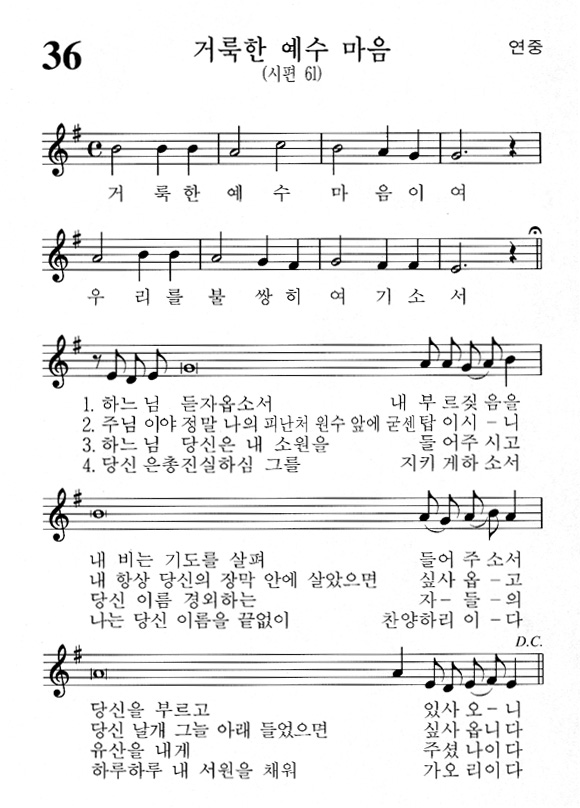 36
거룩한 예수 마음
연중
(시편 61)
거 룩 한 예 수 마 음 이 여
우 리 를 불 쌍 히 여 기 소 서
1. 하느님 듣자옵소서 내 부르짖음을
2. 주님 이야 정말 나의 피난처 원수 앞에 굳센 탑 이시 - 니
3. 하느님 당신은 내 소원을 들어주시고
4. 당신 은총진실하심 그를 지키게하소서
내 비는 기도를 살펴 들어 주소서
내 항상 당신의 장막 안에 살았으면 싶사옵 - 고
당신 이름 경외하는 자 - 들 - 의
나는 당신 이름을 끝없이 찬양하리 이 - 다
D.C.
당신을 부르고 있사 오 - 니
당신 날개 그늘 아래 들었으면 싶사옵니다
유산을 내게 주셨나이다
하루하루 내 서원을 채워 가오리이다